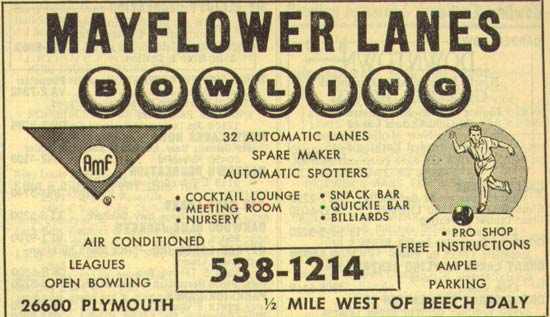 MAYFLOWER LANES
BOWLING
AMF
32 AUTOMATIC LANES
SPARE MAKER
AUTOMATIC SPOTTERS
• COCKTAIL LOUNGE
• MEETING ROOM
• NURSERY
• SNACK BAR
• QUICKIE BAR
• BILLIARDS
• PRO SHOP
FREE INSTRUCTIONS
AIR CONDITIONED
LEAGUES
OPEN BOWLING
538-1214
AMPLE
PARKING
26600 PLYMOUTH
½ MILE WEST OF BEECH DALY